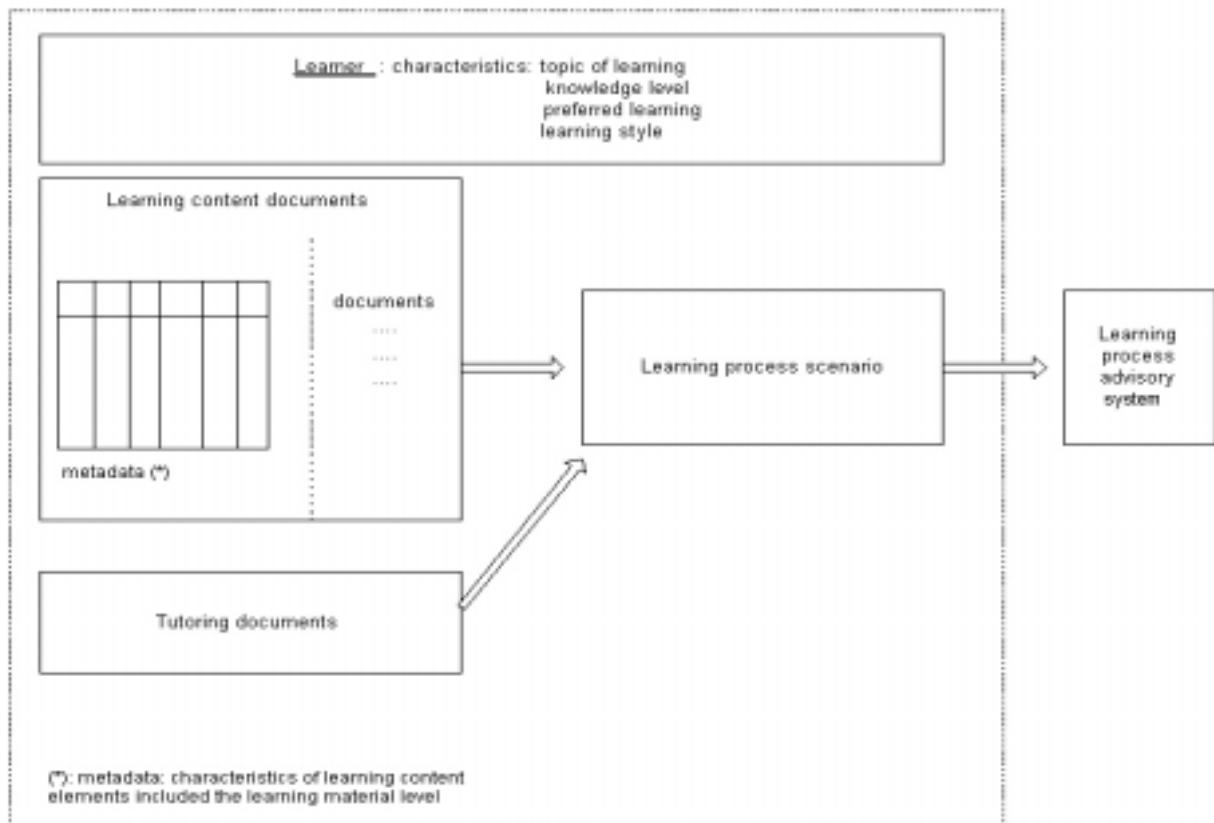 Learner : characteristics: topic of learning
knowledge level
preferred learning
learning style
Learning content documents
documents
....
....
....
metadata (*)
Learning process scenario
Learning
process
advisory
system
Tutoring documents
(*): metadata: characteristics of learning content
elements included the learning material level